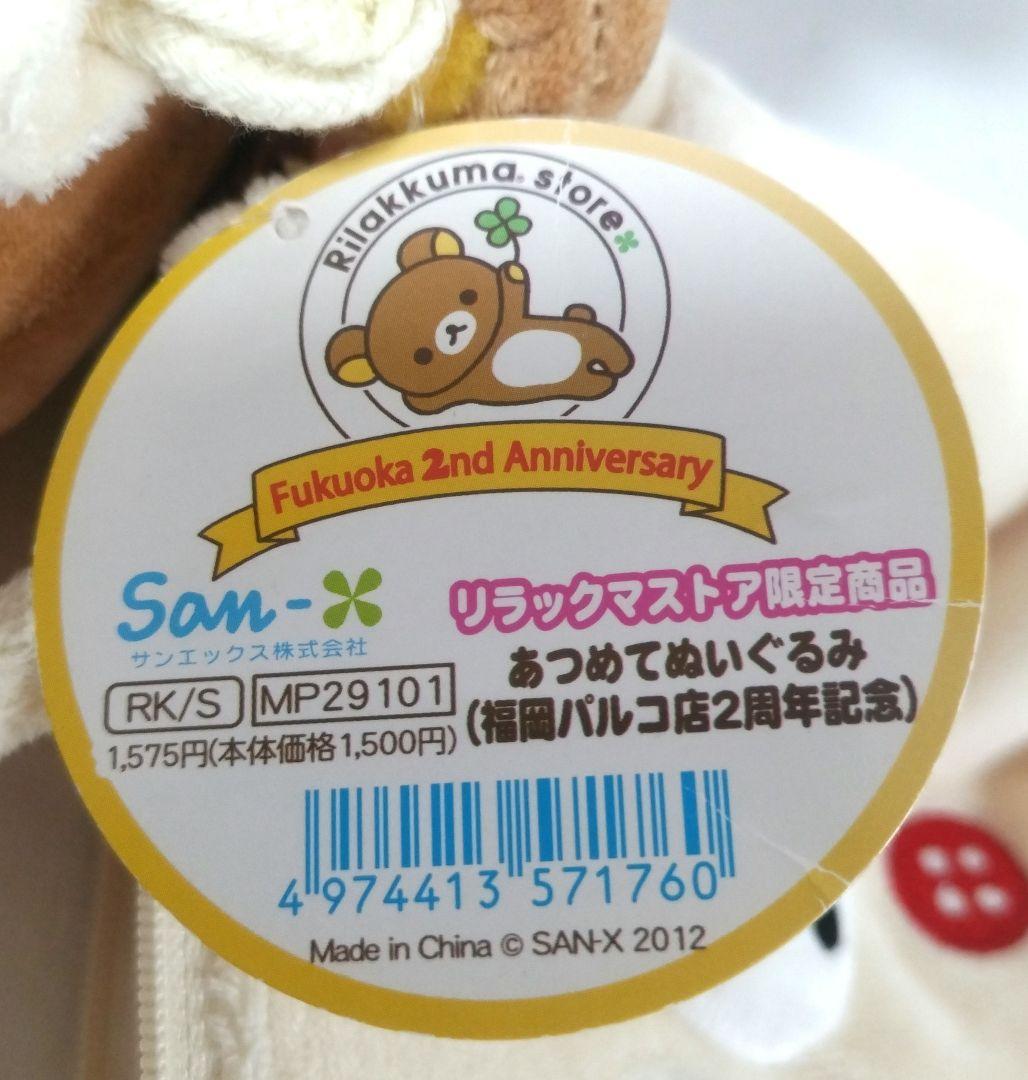 Rilakkuma® store
Fukuoka 2nd Anniversary
San-X
サンエックス株式会社
リラックマストア限定商品
あつめてぬいぐるみ
(福岡パルコ店2周年記念)
RK/S MP29101
1,575円(本体価格1,500円)
4 974413 571760
Made in China © SAN-X 2012